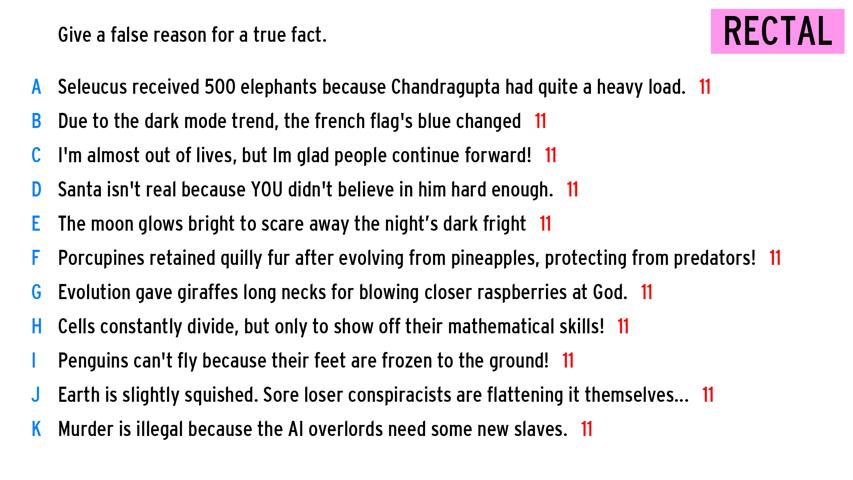 Give a false reason for a true fact.
RECTAL
A Seleucus received 500 elephants because Chandragupta had quite a heavy load. 11
B Due to the dark mode trend, the french flag's blue changed 11
C I'm almost out of lives, but Im glad people continue forward! 11
D Santa isn't real because YOU didn't believe in him hard enough. 11
E The moon glows bright to scare away the night’s dark fright 11
F Porcupines retained quilly fur after evolving from pineapples, protecting from predators! 11
G Evolution gave giraffes long necks for blowing closer raspberries at God. 11
H Cells constantly divide, but only to show off their mathematical skills! 11
I Penguins can't fly because their feet are frozen to the ground! 11
J Earth is slightly squished. Sore loser conspiracists are flattening it themselves... 11
K Murder is illegal because the AI overlords need some new slaves. 11